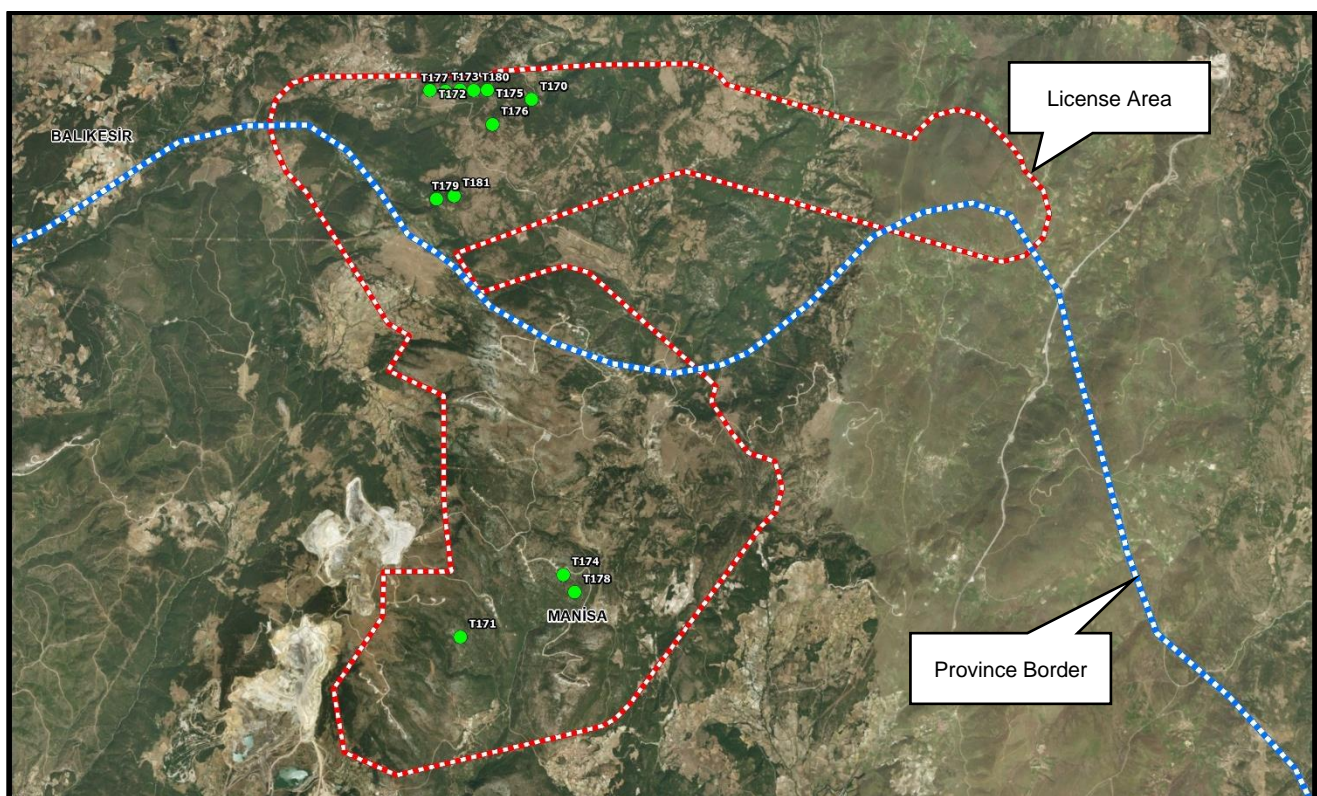 T177 T173 T180
T172 T175 T170
T176
License Area
BALIKESİR
T179 T181
T174
T178
MANİSA
T171
Province Border